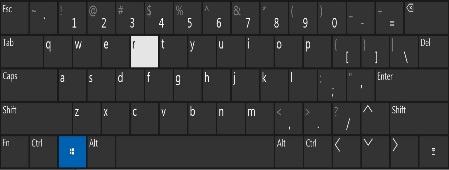 Esc ~ ` ! 1 @ 2 # 3 $ 4 % 5 ^ 6 & 7 * 8 ( 9 ) 0 _ - + =
Tab q w e r t y u i o p { [ } ] | \ Del
Caps a s d f g h j k l : ; " ' Enter
Shift z x c v b n m < , > . ? / Shift
Fn Ctrl Alt Alt Ctrl